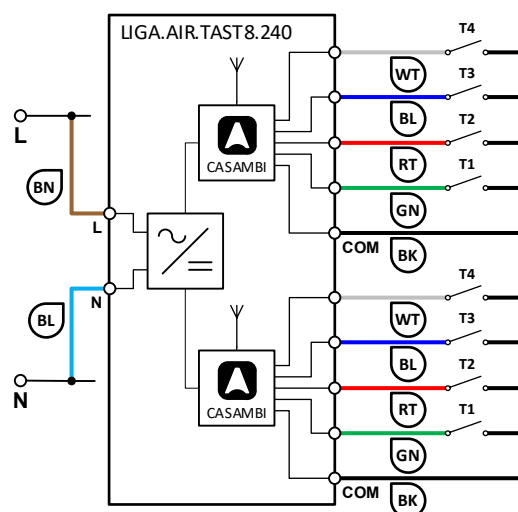 LIGA.AIR.TAST8.240
T4
WT
T3
BL
T2
RT
T1
GN
COM
BK
CASAMBI
L
BN
L
N
BL
N
T4
WT
T3
BL
T2
RT
T1
GN
COM
BK
CASAMBI